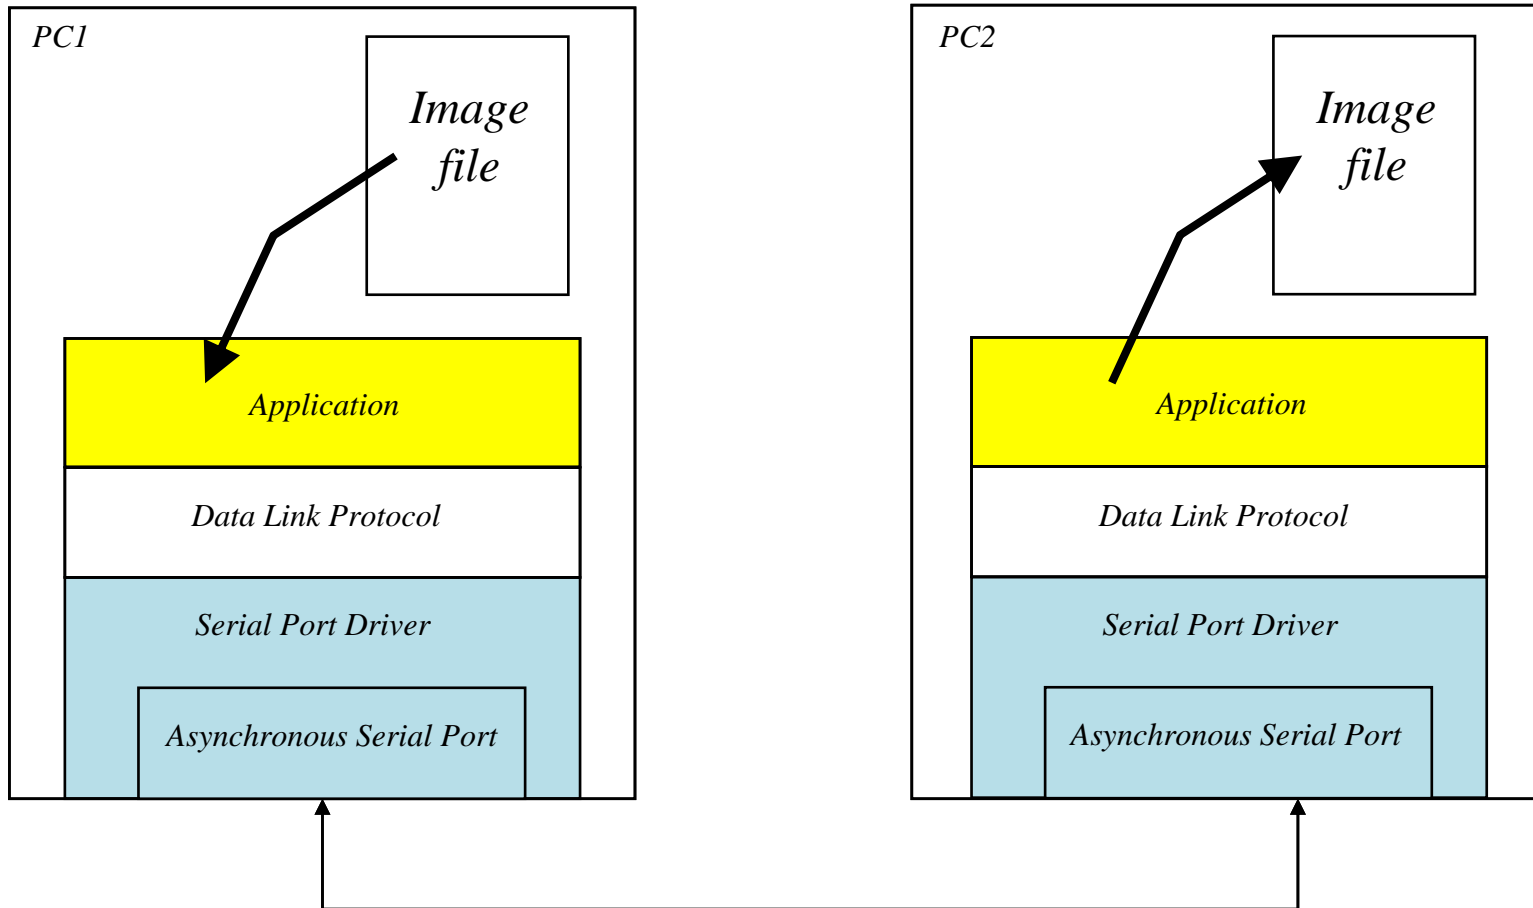 PC1
Image
file
Application
Data Link Protocol
Serial Port Driver
Asynchronous Serial Port
PC2
Image
file
Application
Data Link Protocol
Serial Port Driver
Asynchronous Serial Port